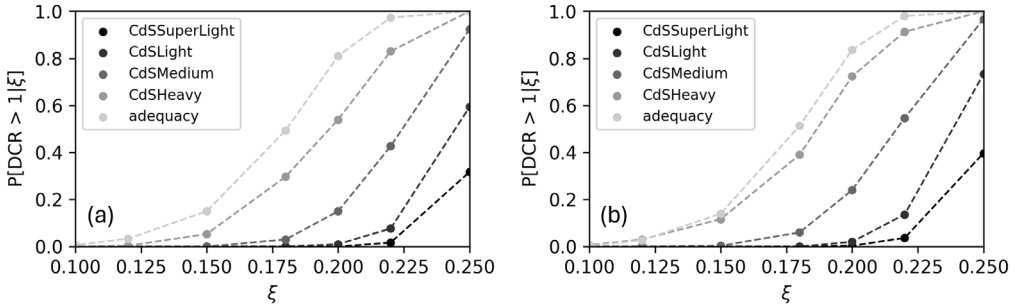 1.0
0.8
0.6
0.4
0.2
0.0
P[DCR > 1|ξ]
CdSSuperLight
CdSLight
CdSMedium
CdSHeavy
adequacy
(a)
0.100 0.125 0.150 0.175 0.200 0.225 0.250
ξ
1.0
0.8
0.6
0.4
0.2
0.0
P[DCR > 1|ξ]
CdSSuperLight
CdSLight
CdSMedium
CdSHeavy
adequacy
(b)
0.100 0.125 0.150 0.175 0.200 0.225 0.250
ξ